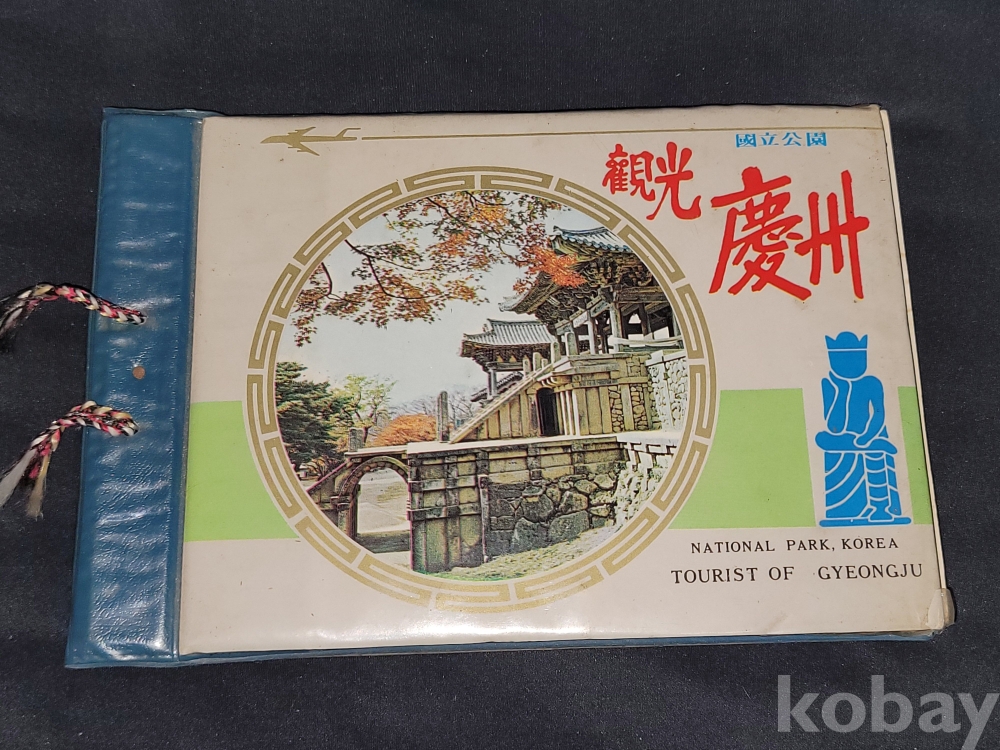 國立公園
觀光
慶州
NATIONAL PARK, KOREA
TOURIST OF GYEONGJU
kobay